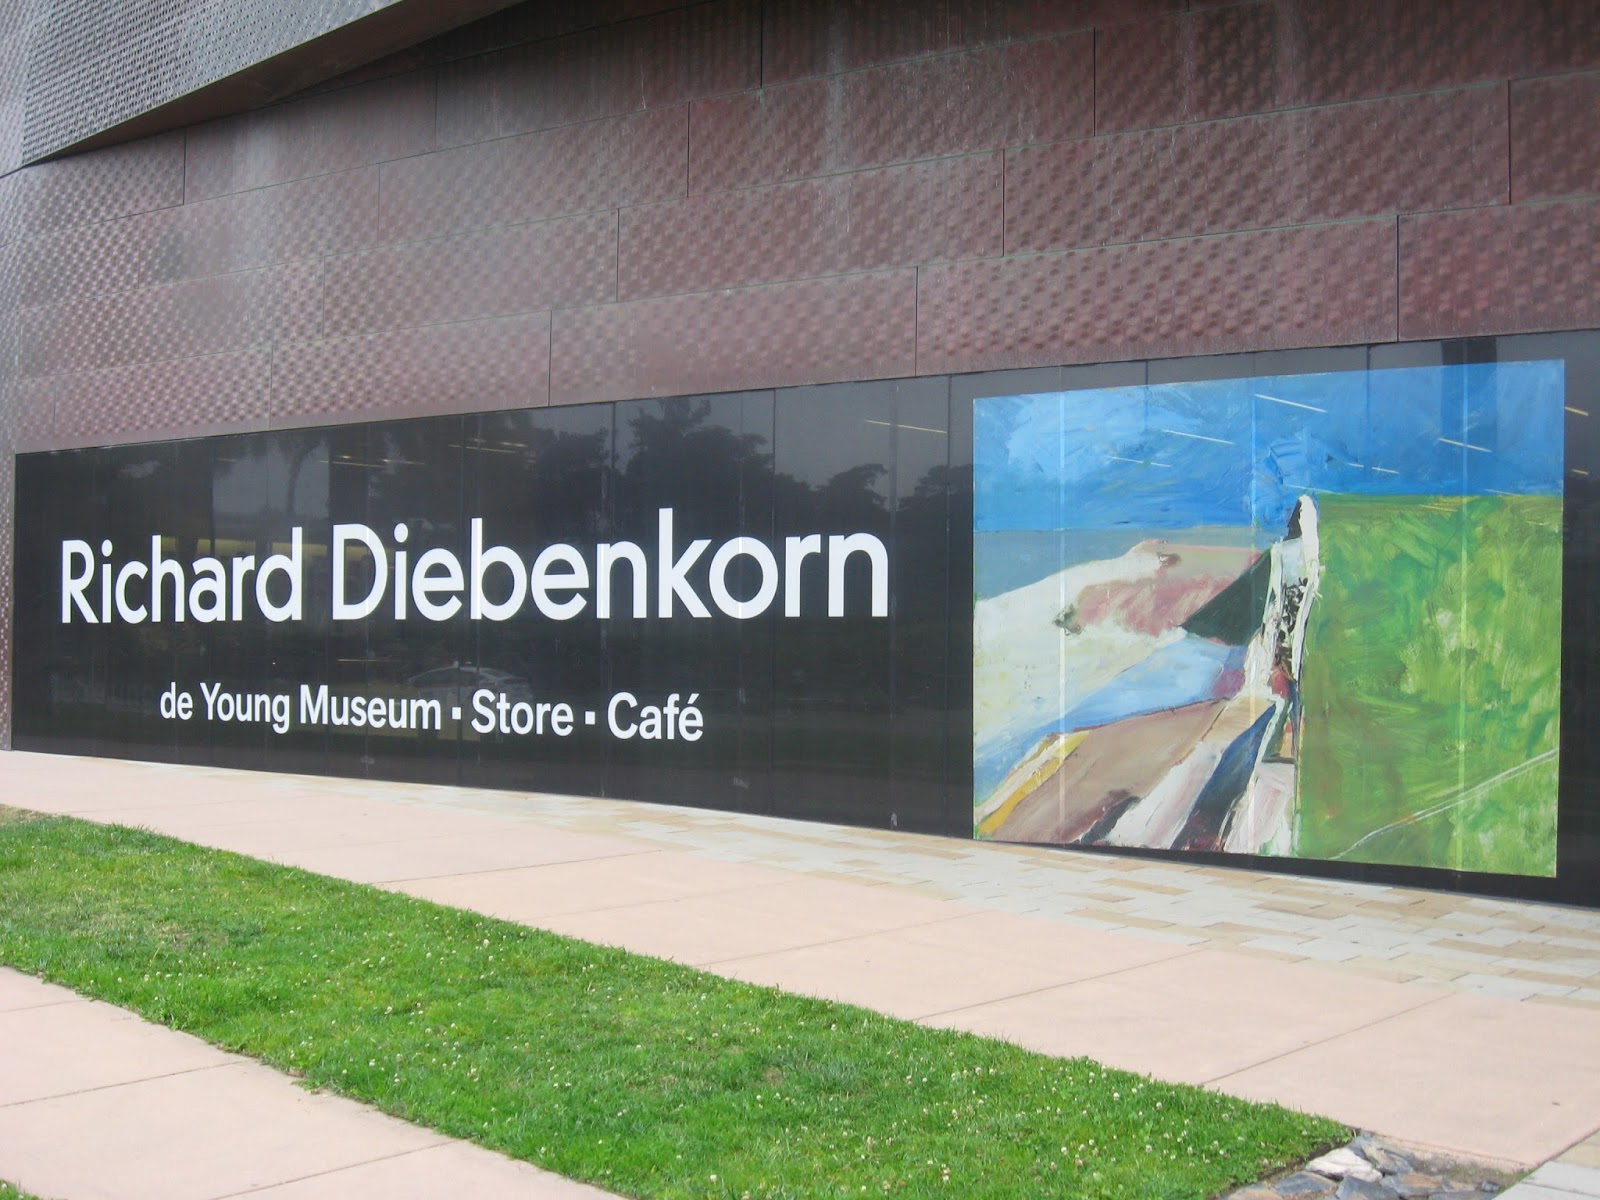 Richard Diebenkorn
de Young Museum ▪ Store ▪ Café